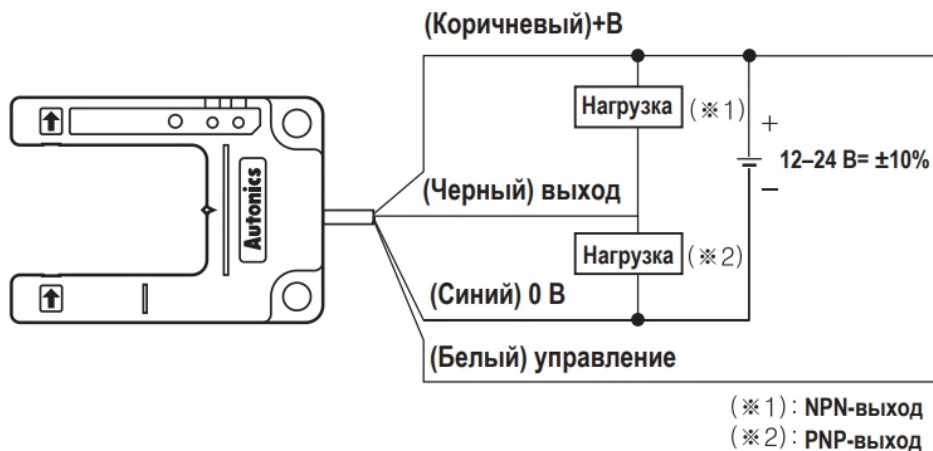 (Коричневый)+В
Нагрузка (※1)
+
12–24 В= ±10%
–
(Черный) выход
Autonics
Нагрузка (※2)
(Синий) 0 В
(Белый) управление
(※1): NPN-выход
(※2): PNP-выход